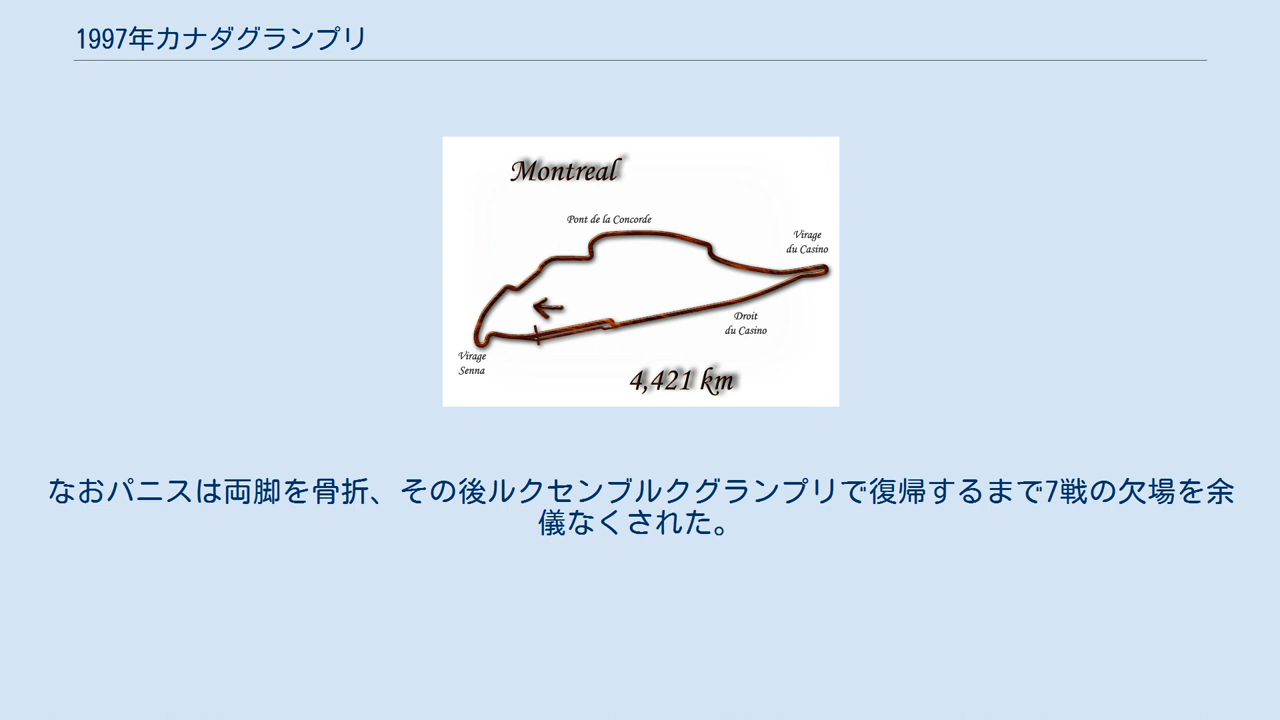 1997年カナダグランプリ
Montreal
Pont de la Concorde
Virage
du Casino
Droit
du Casino
Virage
Senna
4,421 km
なおパニスは両脚を骨折、その後ルクセンブルクグランプリで復帰するまで7戦の欠場を余
儀なくされた。